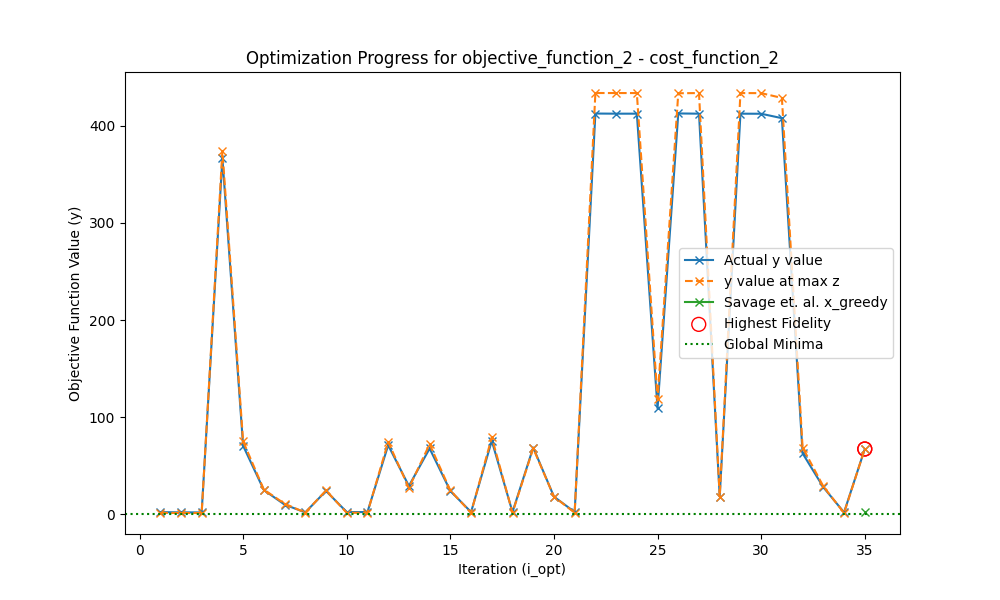 Optimization Progress for objective_function_2 - cost_function_2
Objective Function Value (y)
400
300
200
100
0
Actual y value
y value at max z
Savage et. al. x_greedy
Highest Fidelity
Global Minima
0 5 10 15 20 25 30 35
Iteration (i_opt)